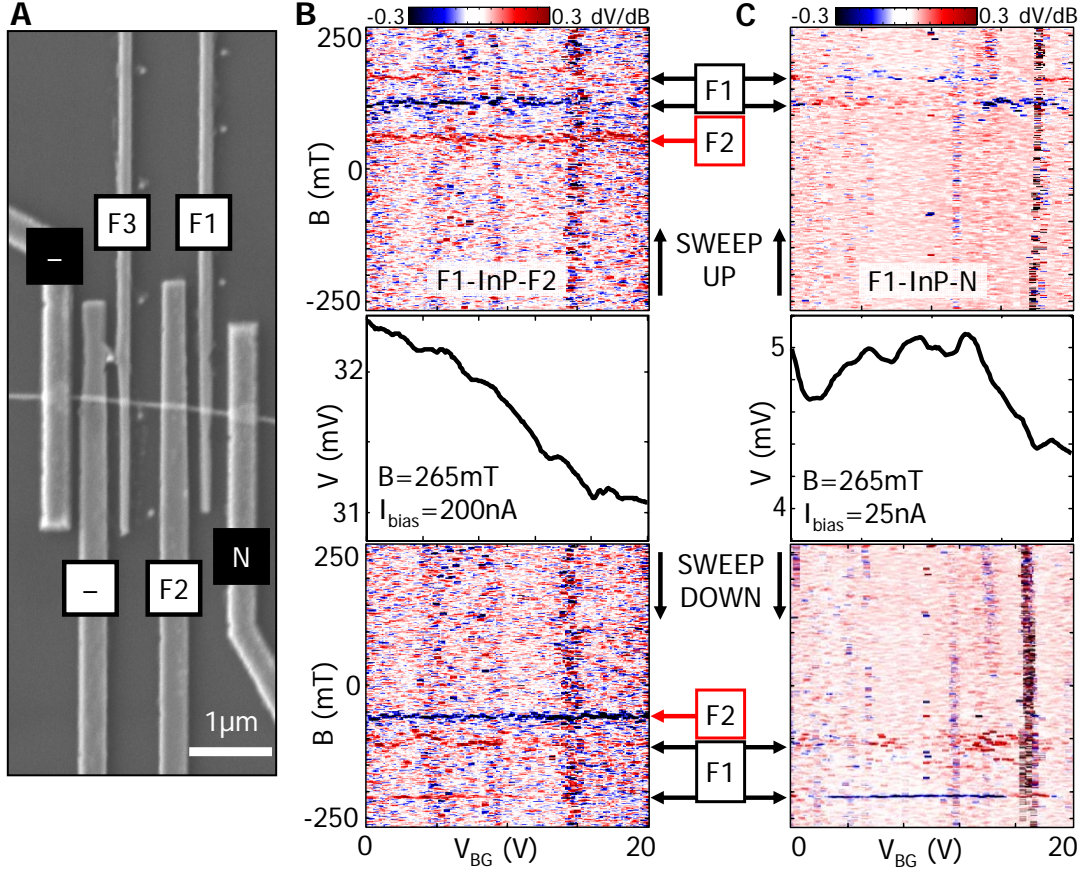 A
F3
F1
–
–
F2
N
1μm
B
-0.3
0.3 dV/dB
250
0
-250
B (mT)
F1-InP-F2
F1
F2
SWEEP
UP
32
31
V (mV)
B=265mT
I_bias=200nA
250
0
-250
B (mT)
0
V_BG (V)
20
SWEEP
DOWN
F2
F1
C
-0.3
0.3 dV/dB
F1-InP-N
5
4
V (mV)
B=265mT
I_bias=25nA
0
V_BG (V)
20